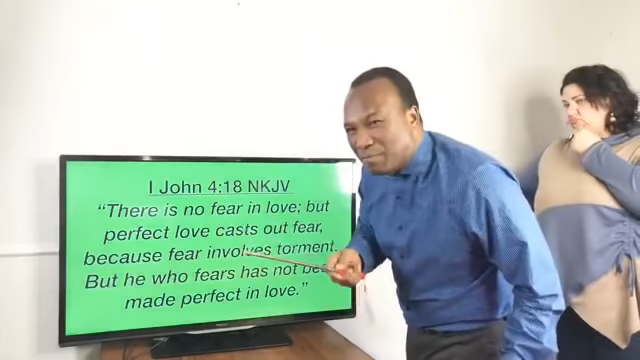 I John 4:18 NKJV
“There is no fear in love; but
perfect love casts out fear,
because fear involves torment.
But he who fears has not been
made perfect in love.”